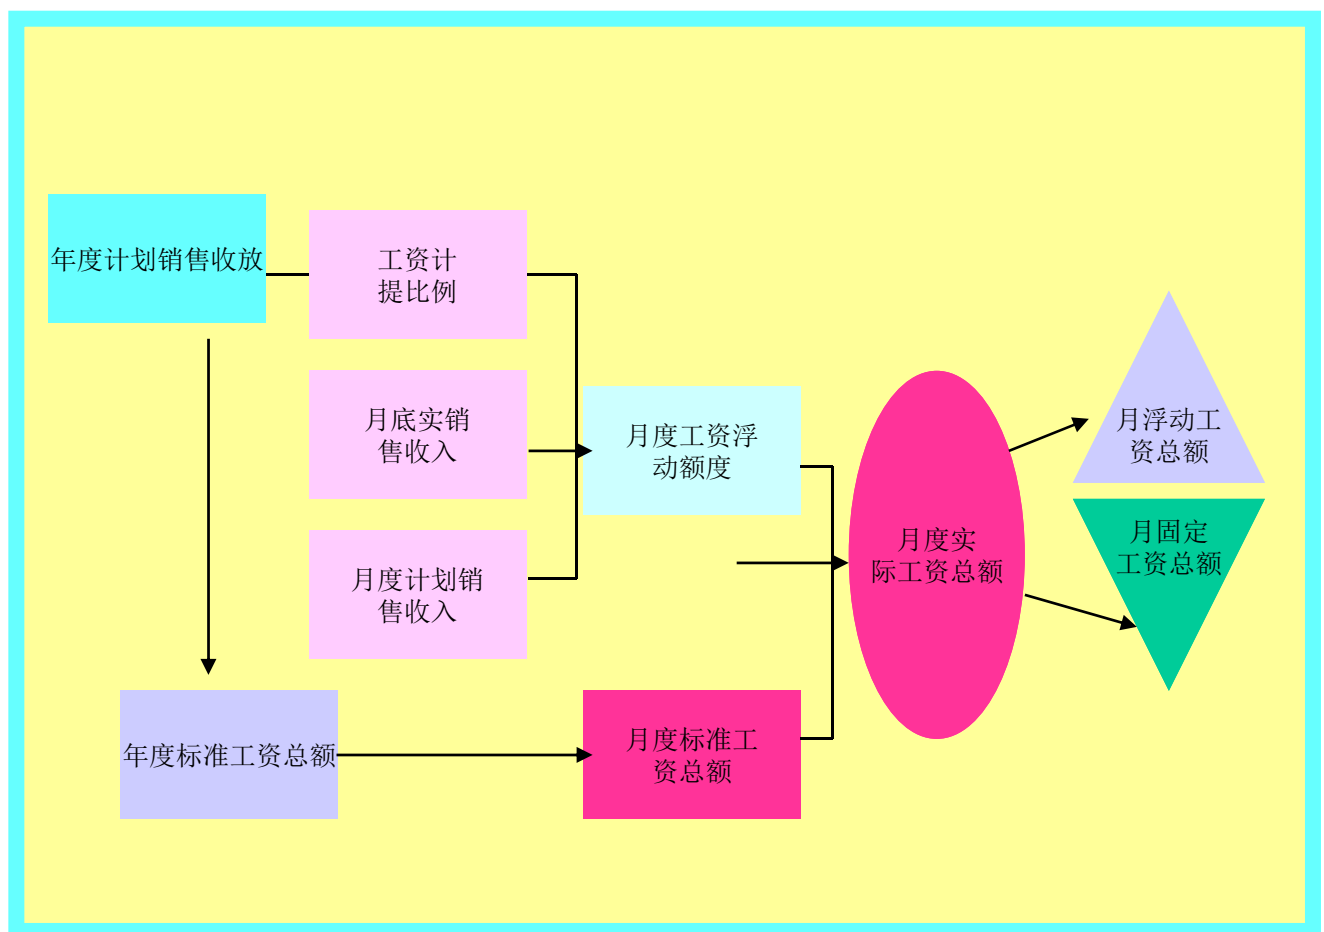 年度计划销售收放
工资计
提比例
月底实销
售收入
月度计划销
售收入
月度工资浮
动额度
年度标准工资总额
月度标准工
资总额
月度实
际工资总额
月浮动工
资总额
月固定
工资总额